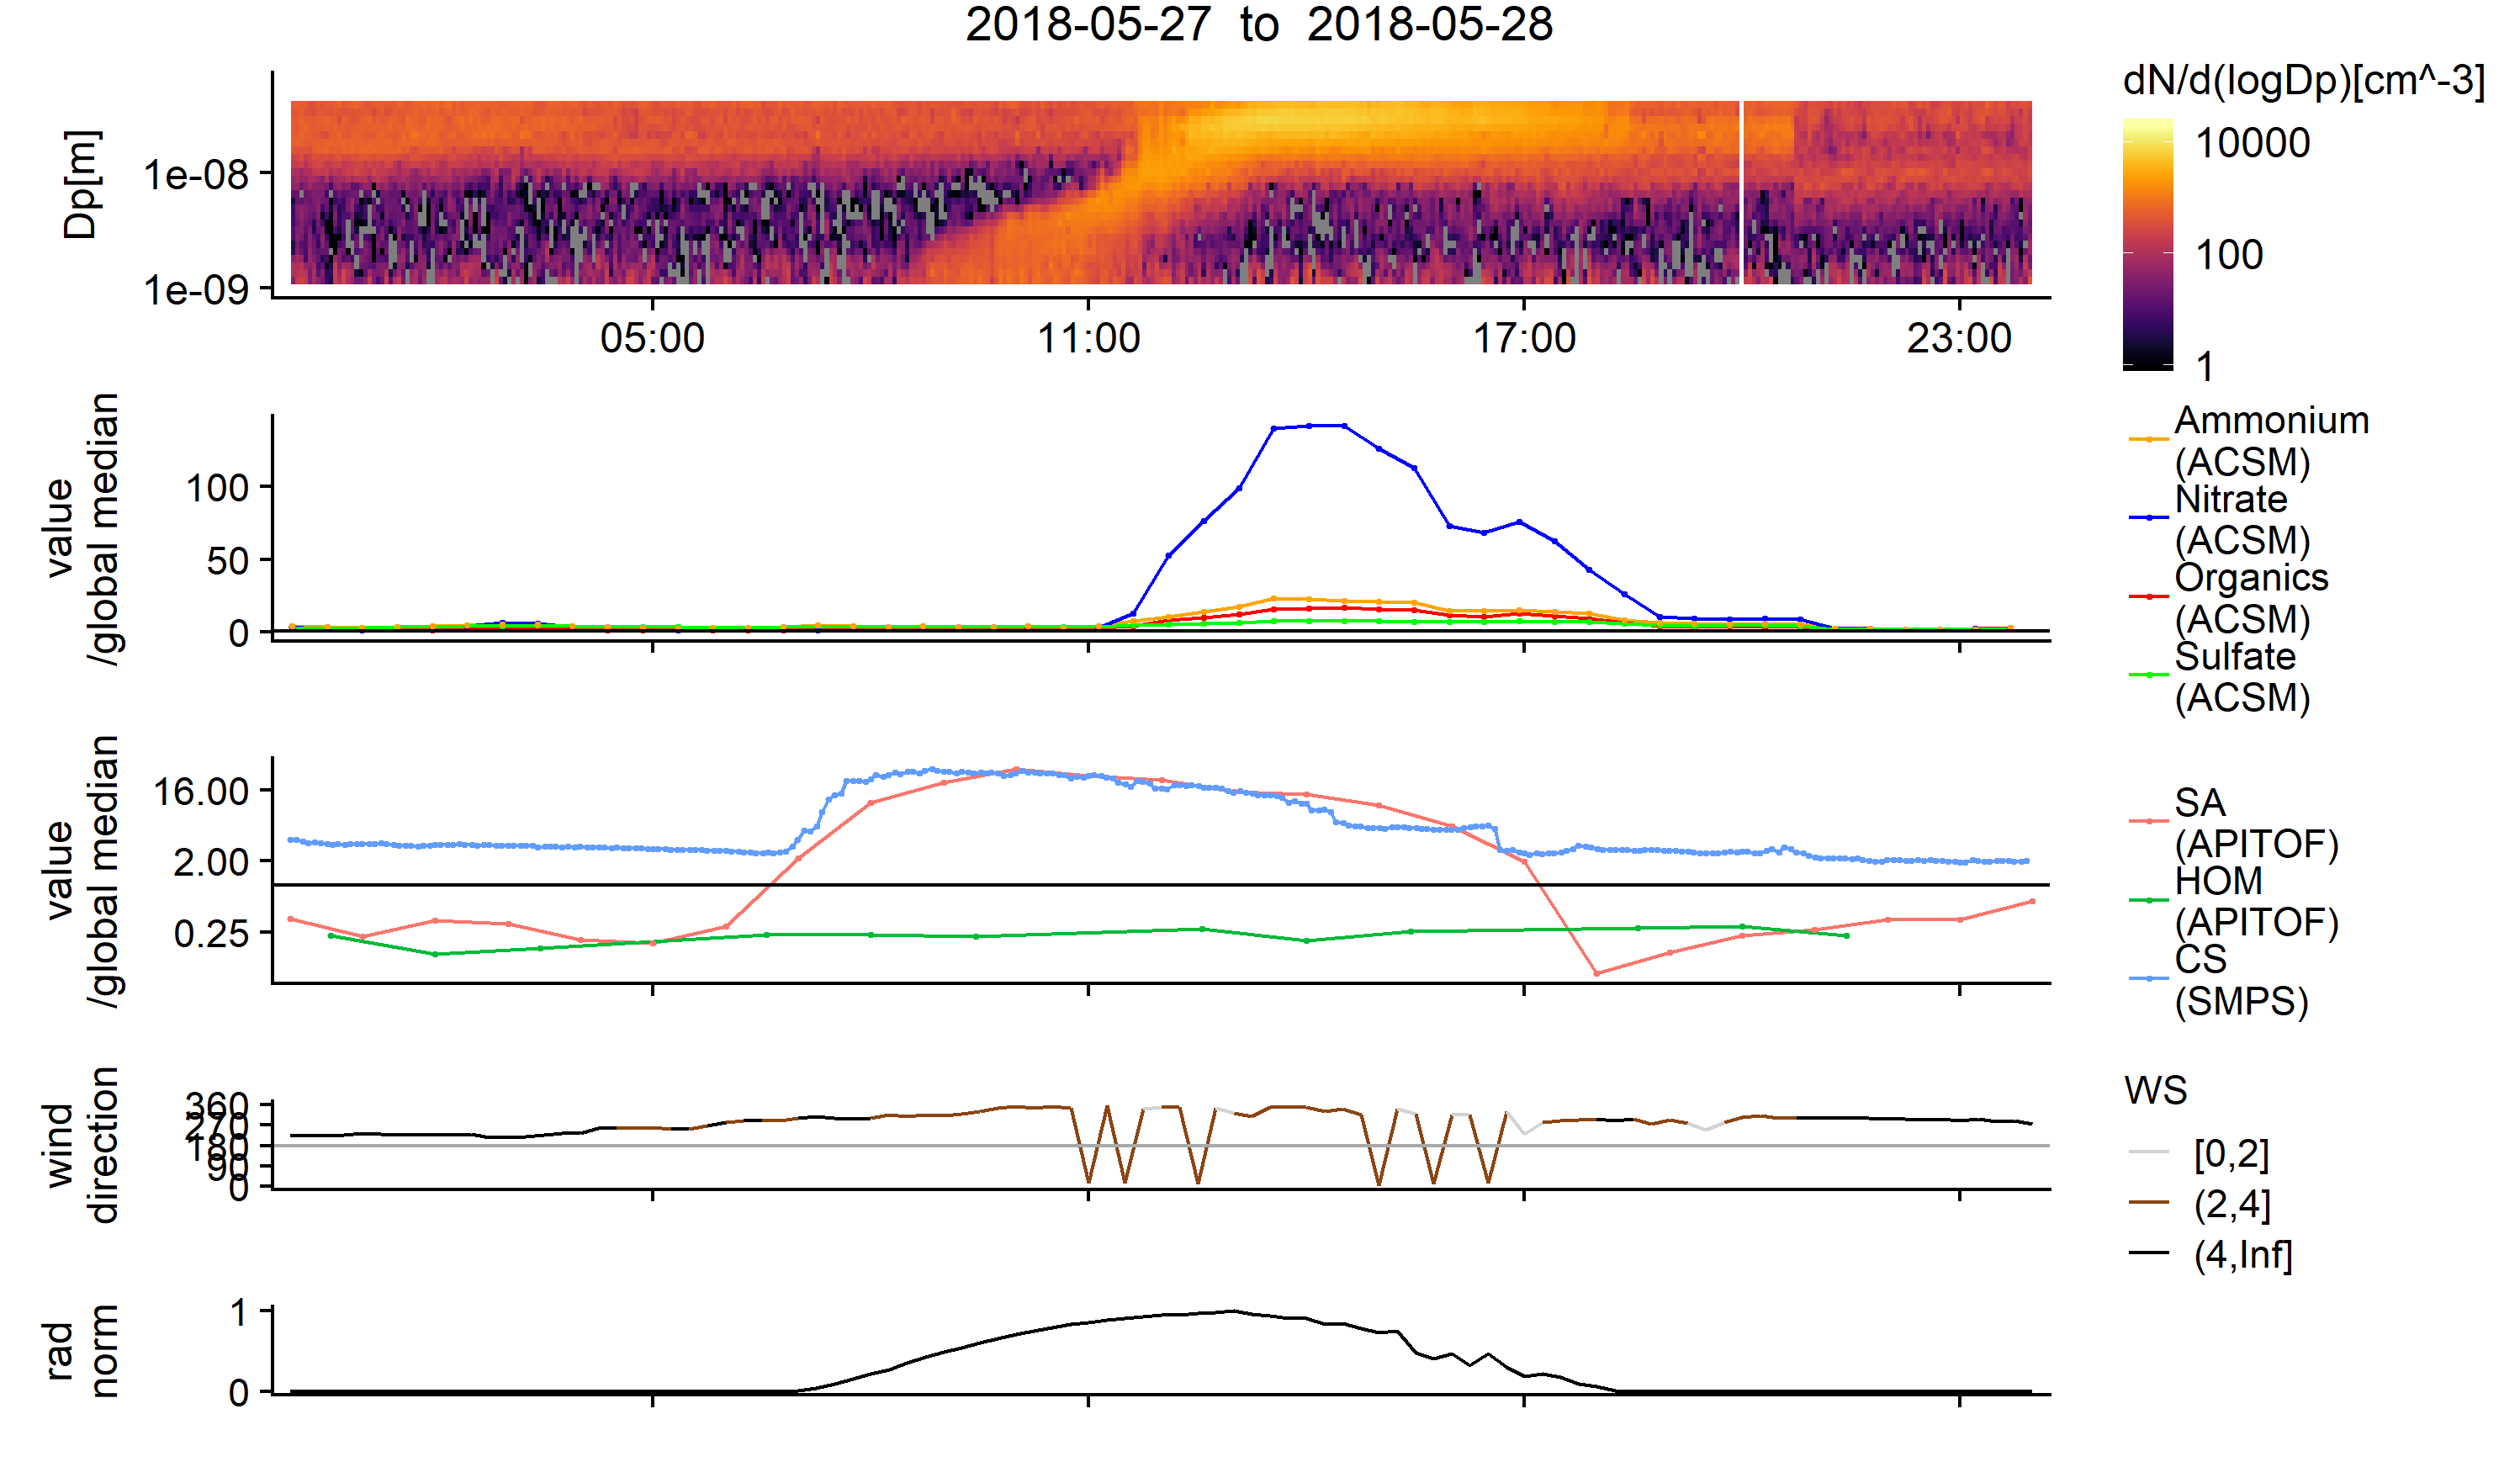 2018-05-27  to  2018-05-28
Dp[m]
1e-08
1e-09
05:00
11:00
17:00
23:00
dN/d(logDp)[cm^-3]
10000
100
1
value
/global median
100
50
0
Ammonium
(ACSM)
Nitrate
(ACSM)
Organics
(ACSM)
Sulfate
(ACSM)
value
/global median
16.00
2.00
0.25
SA
(APITOF)
HOM
(APITOF)
CS
(SMPS)
wind
direction
360
270
180
90
0
WS
[0,2]
(2,4]
(4,Inf]
rad
norm
1
0